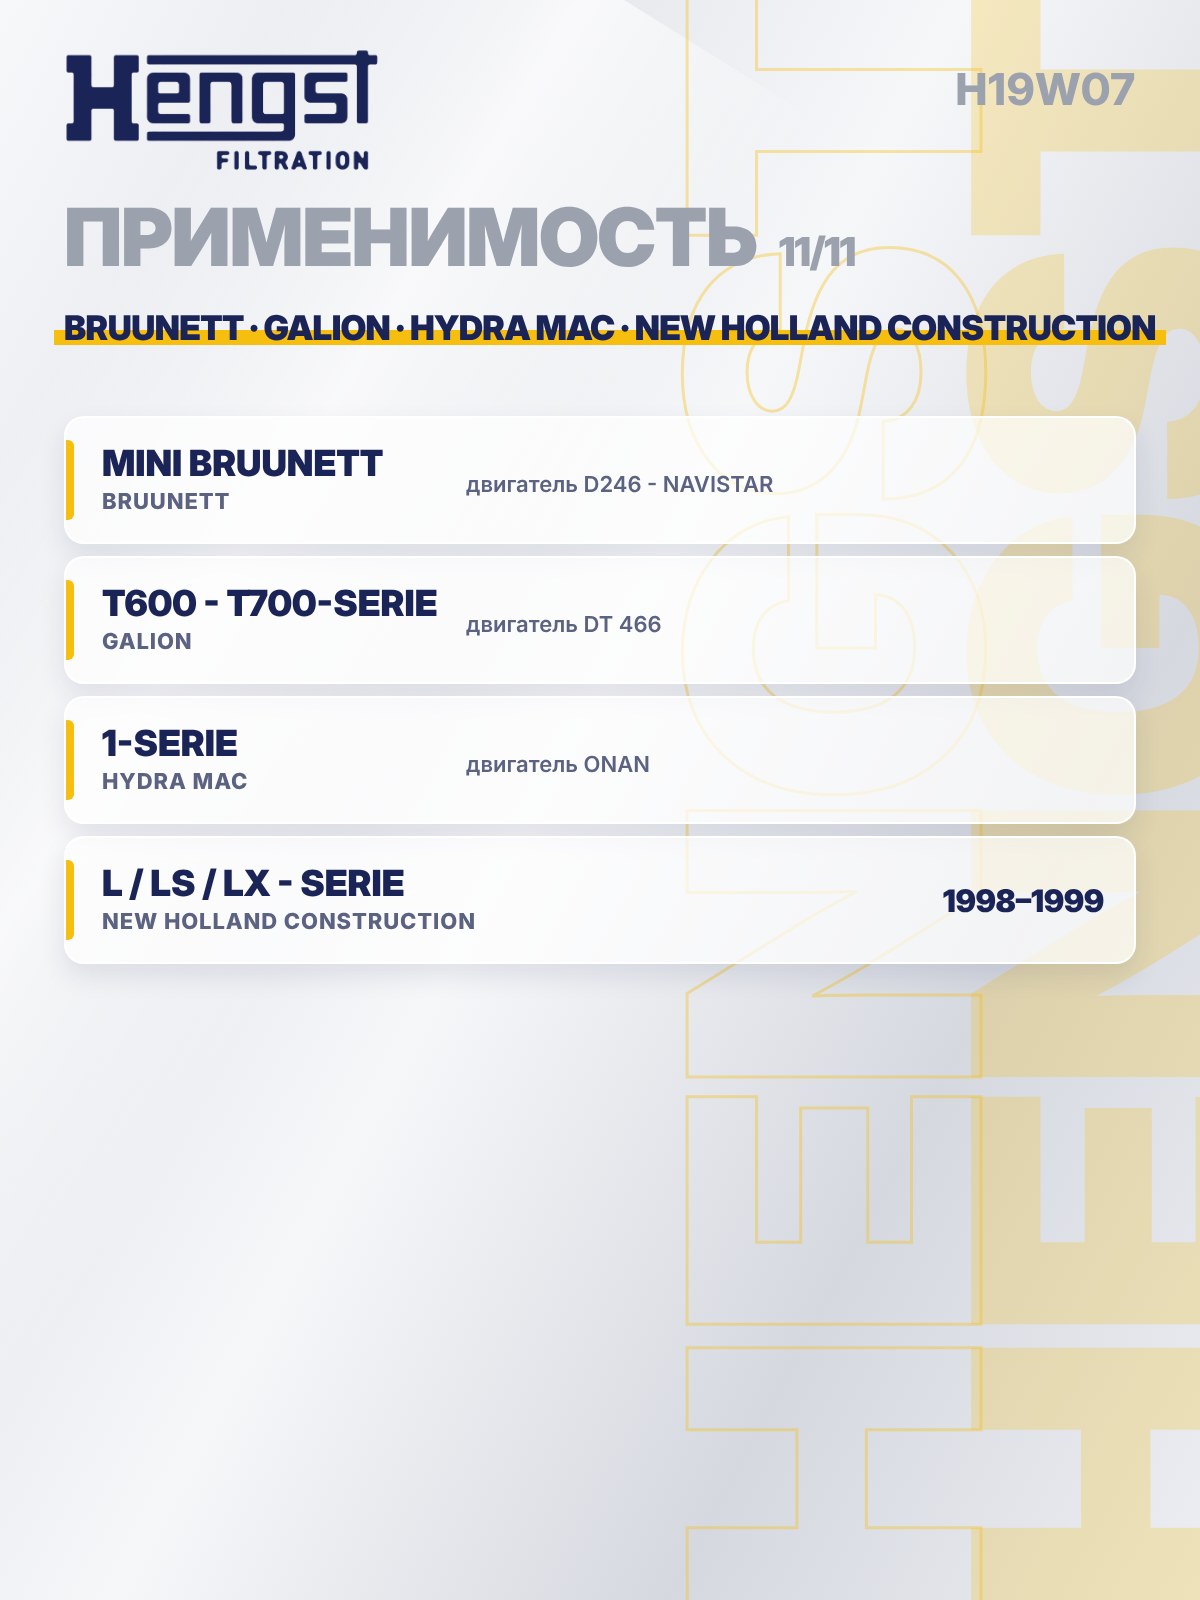 Hengst
FILTRATION
H19W07
ПРИМЕНИМОСТЬ 11/11
BRUUNETT · GALION · HYDRA MAC · NEW HOLLAND CONSTRUCTION
MINI BRUUNETT
BRUUNETT
двигатель D246 - NAVISTAR
T600 - T700-SERIE
GALION
двигатель DT 466
1-SERIE
HYDRA MAC
двигатель ONAN
L / LS / LX - SERIE
NEW HOLLAND CONSTRUCTION
1998–1999
HENGST
HENGST